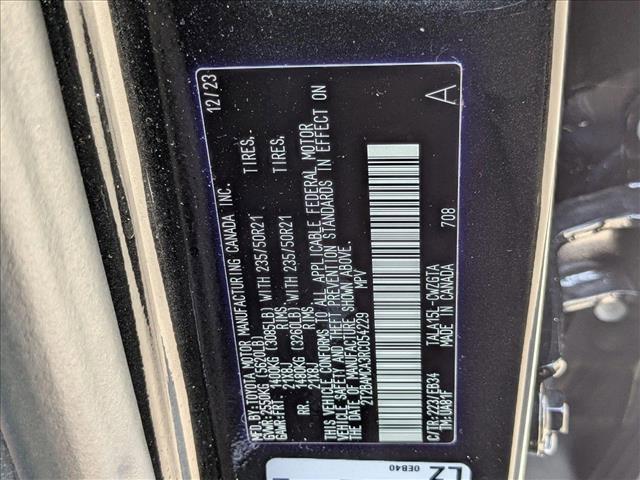 MFD.BY:TOYOTA MOTOR MANUFACTURING CANADA INC. 12/23
GVWR:2550KG (5620LB)
GAWR:FRT. 1400KG (3085LB) WITH 235/50R21 TIRES.
21X8J RIMS
RR. 1480KG (3260LB) WITH 235/50R21 TIRES.
21X8J RIMS
THIS VEHICLE CONFORMS TO ALL APPLICABLE FEDERAL MOTOR
VEHICLE SAFETY AND THEFT PREVENTION STANDARDS IN EFFECT ON
THE DATE OF MANUFACTURE SHOWN ABOVE.
2T2BAMCA3RC054229 MPV A
C/TR:222/EB34 TALA15L-CWZGTA
TM:UA81F MADE IN CANADA 708
LZ
0EB40